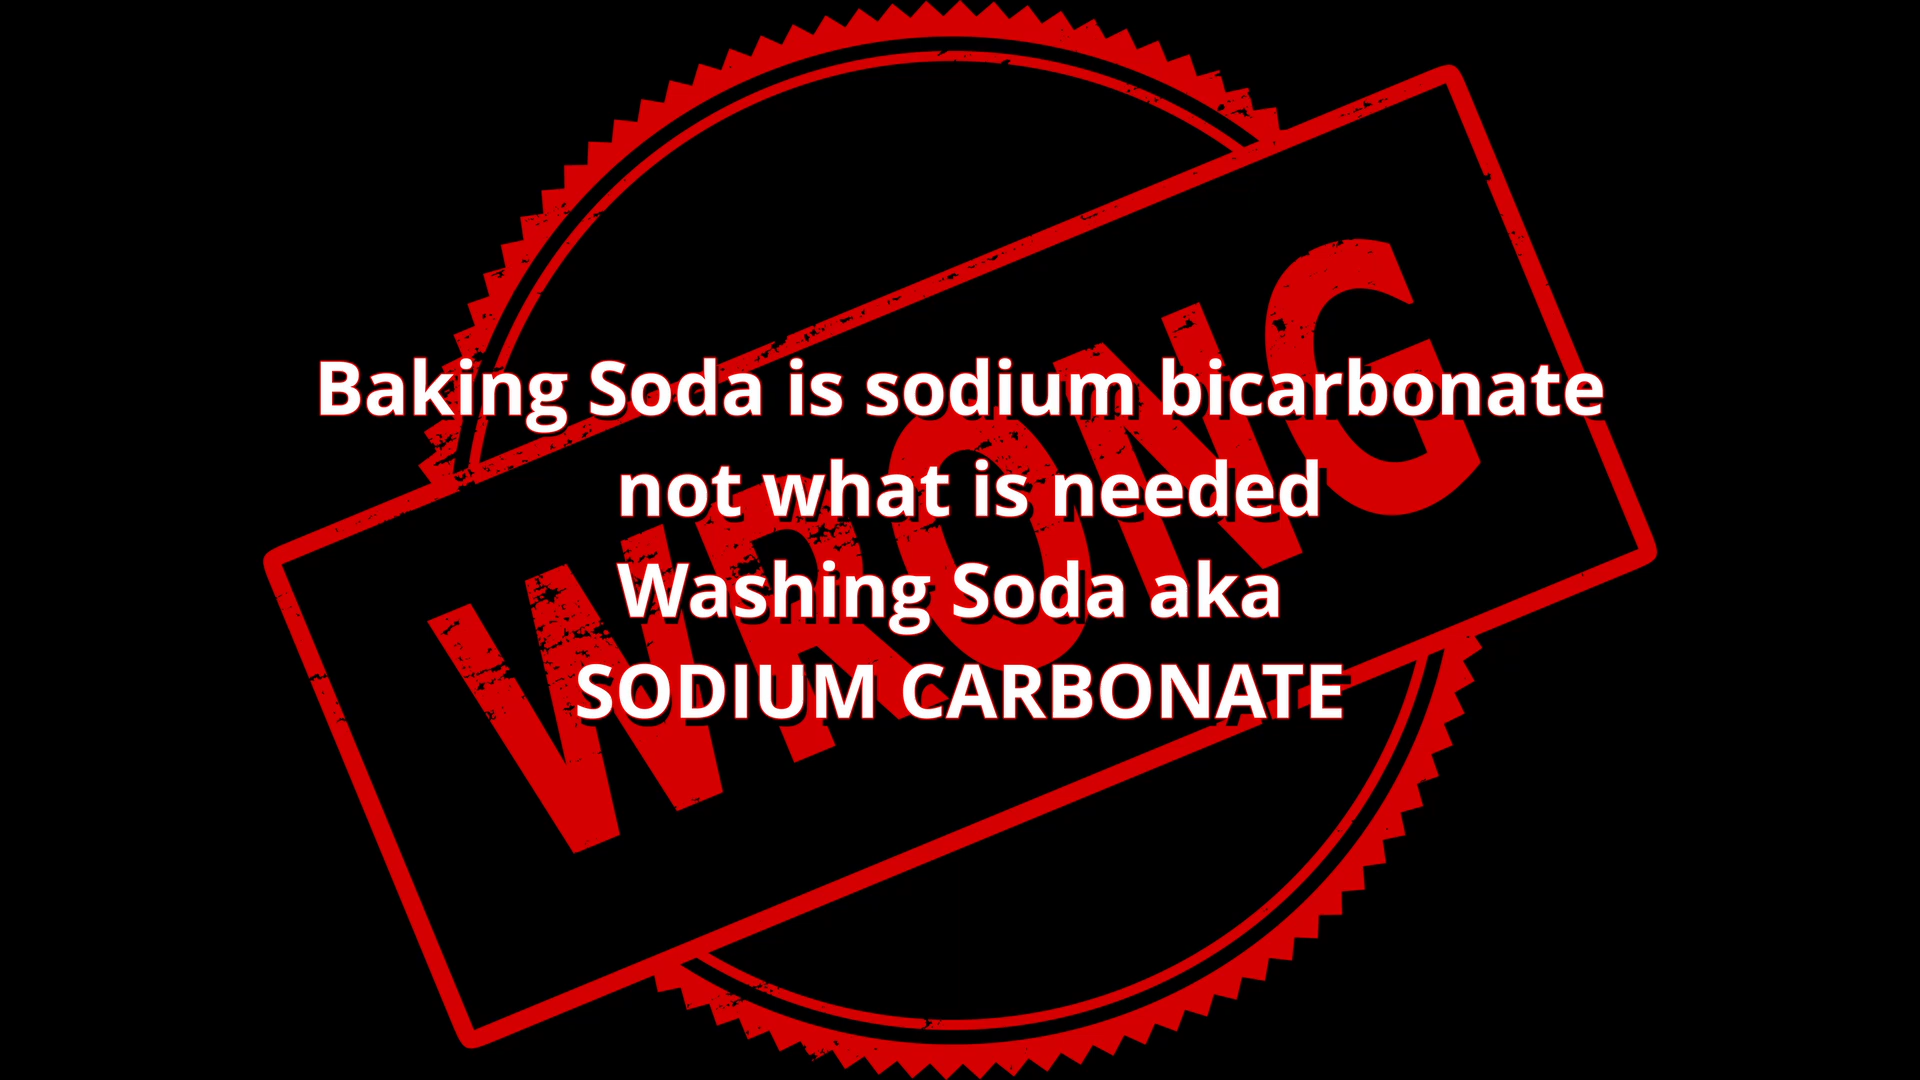 WRONG
Baking Soda is sodium bicarbonate
not what is needed
Washing Soda aka
SODIUM CARBONATE